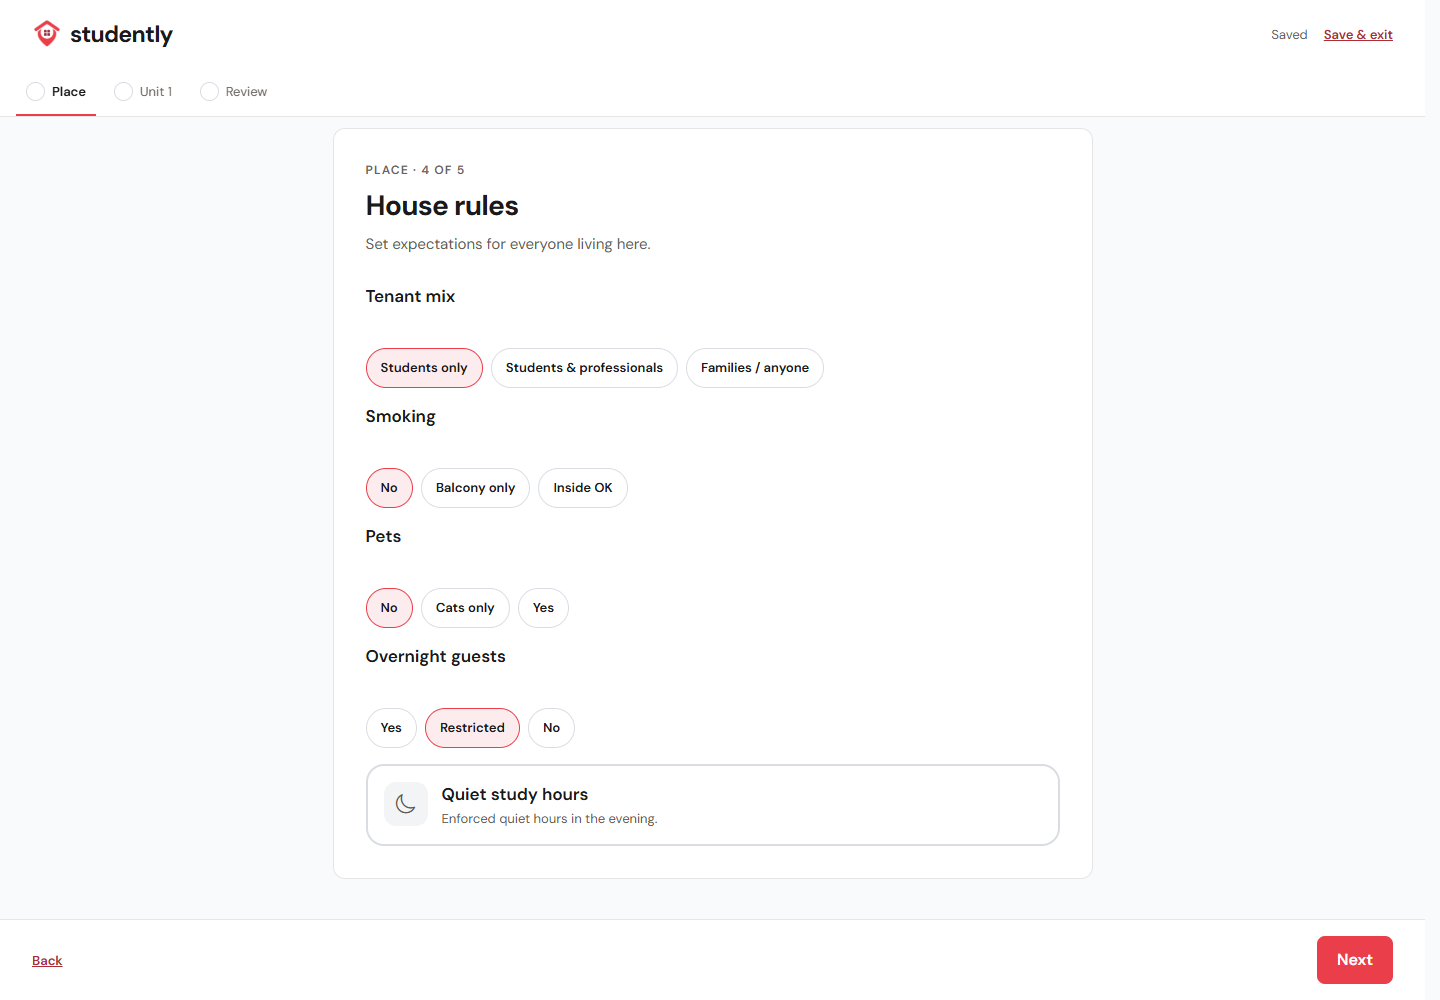 studently
Saved Save & exit
Place Unit 1 Review
PLACE · 4 OF 5
House rules
Set expectations for everyone living here.
Tenant mix
Students only Students & professionals Families / anyone
Smoking
No Balcony only Inside OK
Pets
No Cats only Yes
Overnight guests
Yes Restricted No
Quiet study hours
Enforced quiet hours in the evening.
Back Next